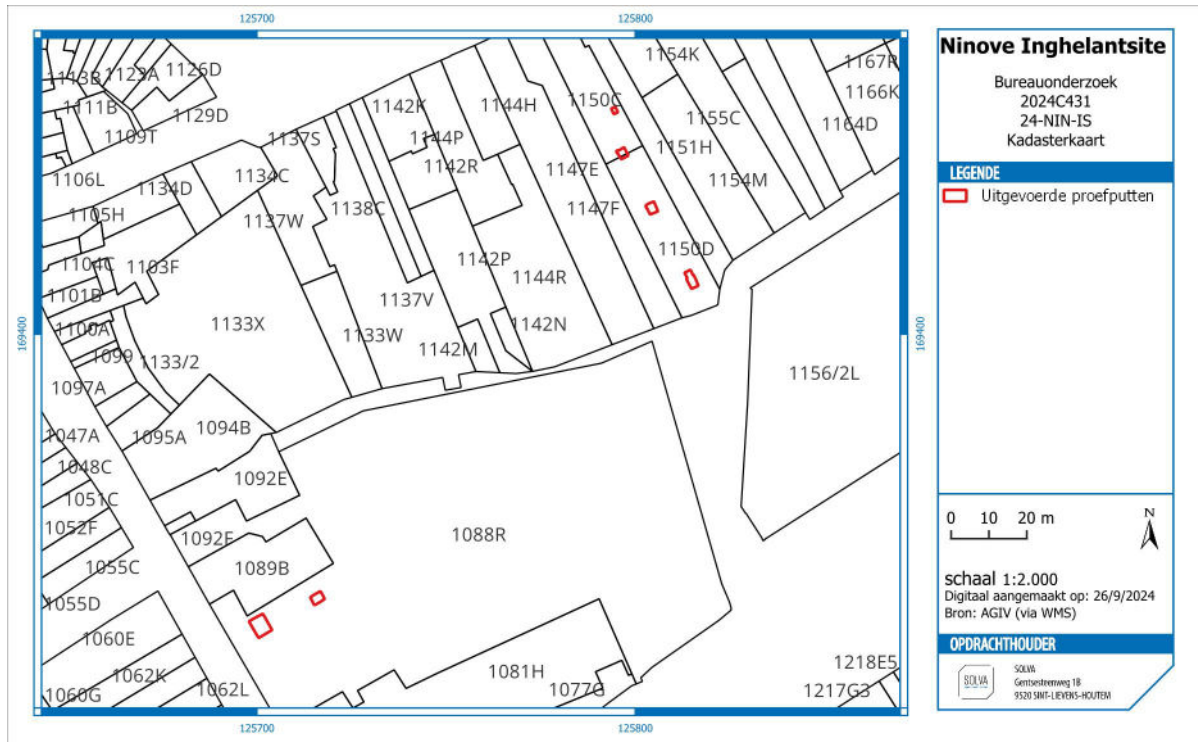 125700
125800
1113B
1123A
1126D
1111B
1129D
1109T
1106L
1137S
1134C
1134D
1105H
1137W
1138C
1142K
1144P
1142R
1144H
1150C
1154K
1167R
1166K
1155C
1164D
1151H
1154M
1147E
1147F
1150D
1104C
1103F
1101B
1100A
1099
1133/2
1133X
1137V
1133W
1142P
1144R
1142N
1142M
169400
169400
1156/2L
1097A
1047A
1095A
1094B
1048C
1092E
1051C
1052F
1092F
1088R
1055C
1089B
1055D
1060E
1062K
1060G
1062L
1081H
1077G
1218E5
1217G3
125700
125800
Ninove Inghelantsite
Bureauonderzoek
2024C431
24-NIN-IS
Kadasterkaart
LEGENDE
Uitgevoerde proefputten
0 10 20 m
N
schaal 1:2.000
Digitaal aangemaakt op: 26/9/2024
Bron: AGIV (via WMS)
OPDRACHTHOUDER
SOLVA
SOLVA
Gentsesteenweg 1B
9520 SINT-LIEVENS-HOUTEM